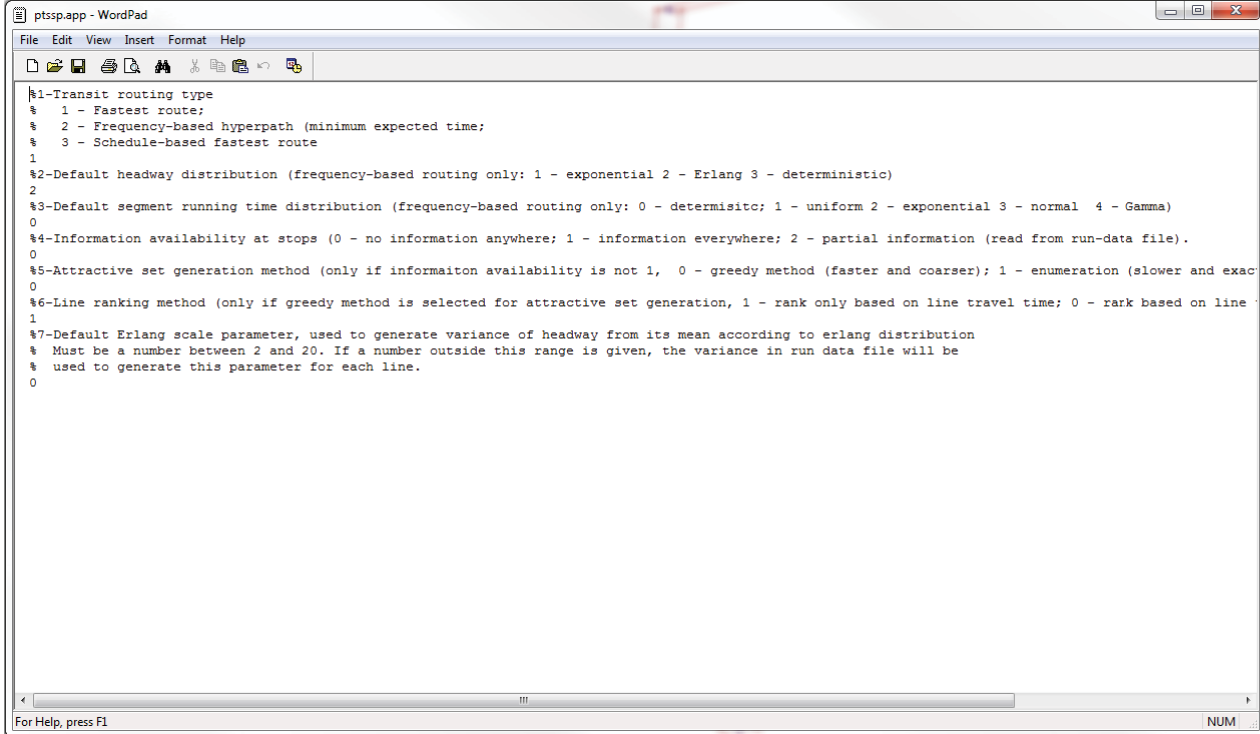 ptssp.app - WordPad
File Edit View Insert Format Help
%1-Transit routing type
%   1 - Fastest route;
%   2 - Frequency-based hyperpath (minimum expected time;
%   3 - Schedule-based fastest route
1
%2-Default headway distribution (frequency-based routing only: 1 - exponential 2 - Erlang 3 - deterministic)
2
%3-Default segment running time distribution (frequency-based routing only: 0 - determisitc; 1 - uniform 2 - exponential 3 - normal  4 - Gamma)
0
%4-Information availability at stops (0 - no information anywhere; 1 - information everywhere; 2 - partial information (read from run-data file).
0
%5-Attractive set generation method (only if informaiton availability is not 1,  0 - greedy method (faster and coarser); 1 - enumeration (slower and exac
0
%6-Line ranking method (only if greedy method is selected for attractive set generation, 1 - rank only based on line travel time; 0 - rark based on line
1
%7-Default Erlang scale parameter, used to generate variance of headway from its mean according to erlang distribution
%  Must be a number between 2 and 20. If a number outside this range is given, the variance in run data file will be
%  used to generate this parameter for each line.
0
For Help, press F1
NUM